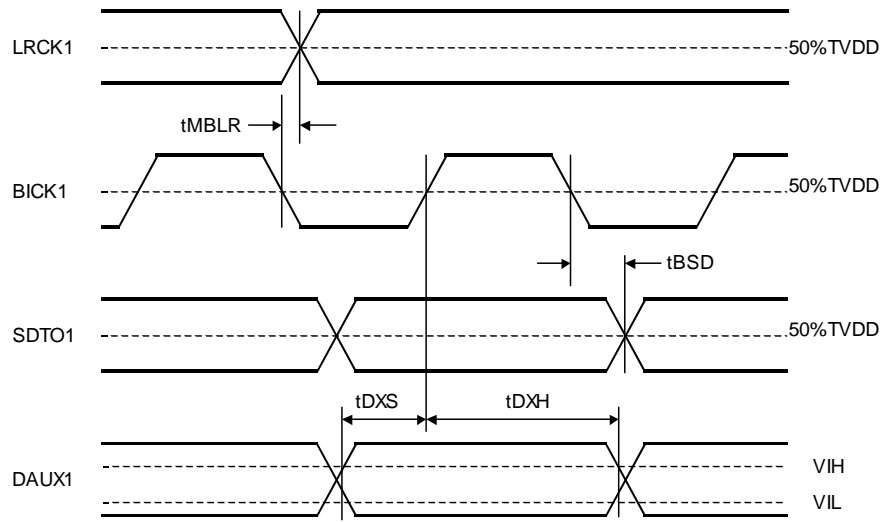 LRCK1
50%TVDD
tMBLR
BICK1
50%TVDD
tBSD
SDTO1
50%TVDD
tDXS
tDXH
DAUX1
VIH
VIL